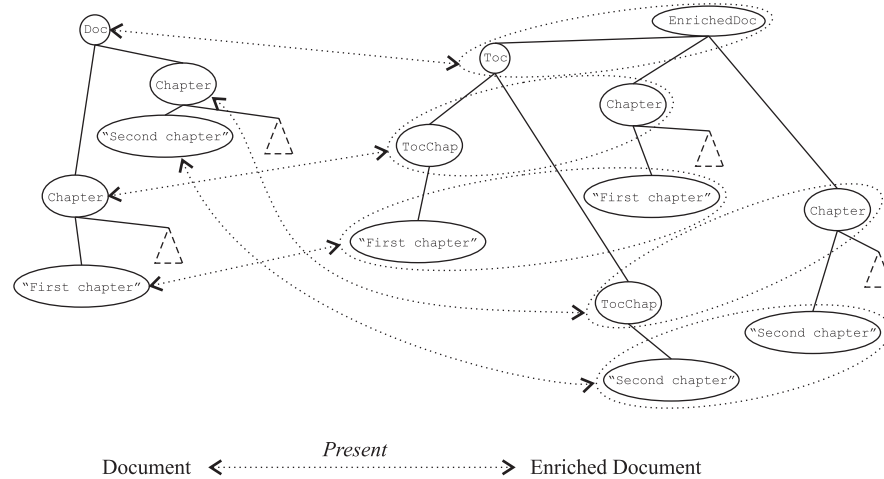 EnrichedDoc
Doc
Toc
Chapter
Chapter
"Second chapter"
TocChap
Chapter
"First chapter"
Chapter
"First chapter"
"First chapter"
TocChap
"Second chapter"
"Second chapter"
Present
Document
Enriched Document